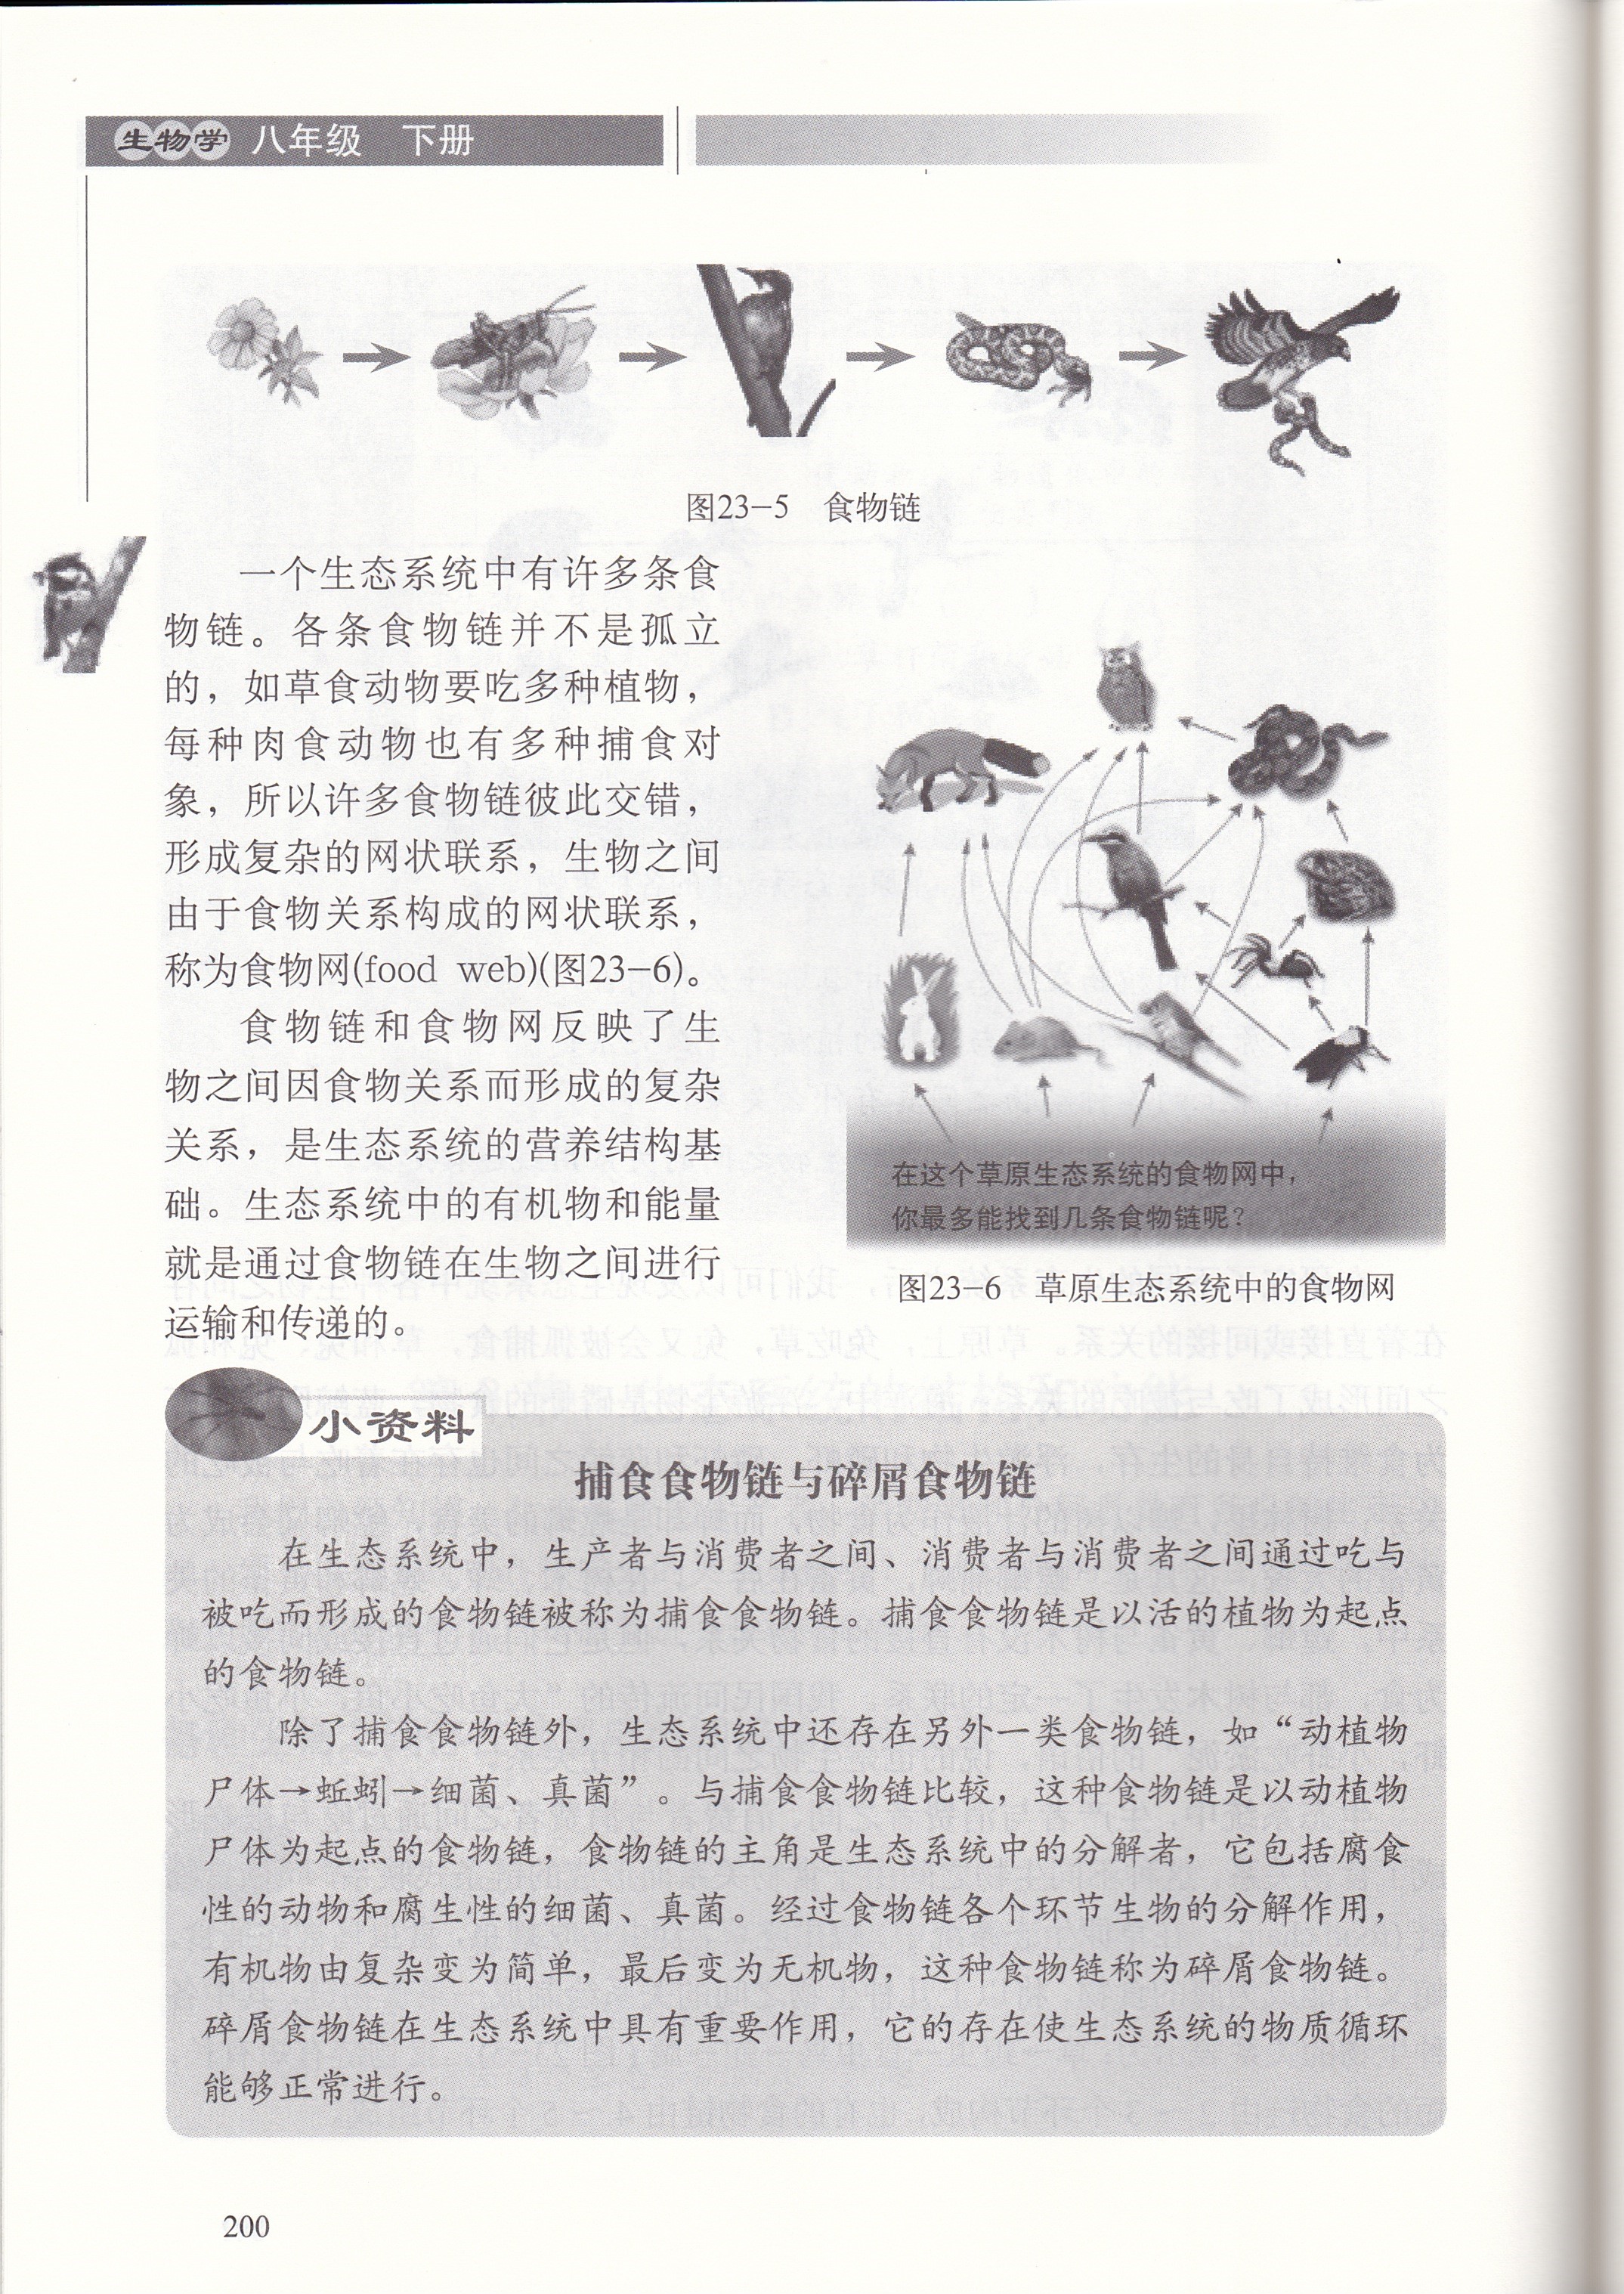 生物学 八年级 下册
图23-5 食物链
一个生态系统中有许多条食
物链。各条食物链并不是孤立
的，如草食动物要吃多种植物，
每种肉食动物也有多种捕食对
象，所以许多食物链彼此交错，
形成复杂的网状联系，生物之间
由于食物关系构成的网状联系，
称为食物网(food web)(图23-6)。
食物链和食物网反映了生
物之间因食物关系而形成的复杂
关系，是生态系统的营养结构基
础。生态系统中的有机物和能量
就是通过食物链在生物之间进行
运输和传递的。
在这个草原生态系统的食物网中，
你最多能找到几条食物链呢？
图23-6 草原生态系统中的食物网
小资料
捕食食物链与碎屑食物链
在生态系统中，生产者与消费者之间、消费者与消费者之间通过吃与
被吃而形成的食物链被称为捕食食物链。捕食食物链是以活的植物为起点
的食物链。
除了捕食食物链外，生态系统中还存在另外一类食物链，如“动植物
尸体→蚯蚓→细菌、真菌”。与捕食食物链比较，这种食物链是以动植物
尸体为起点的食物链，食物链的主角是生态系统中的分解者，它包括腐食
性的动物和腐生性的细菌、真菌。经过食物链各个环节生物的分解作用，
有机物由复杂变为简单，最后变为无机物，这种食物链称为碎屑食物链。
碎屑食物链在生态系统中具有重要作用，它的存在使生态系统的物质循环
能够正常进行。
200